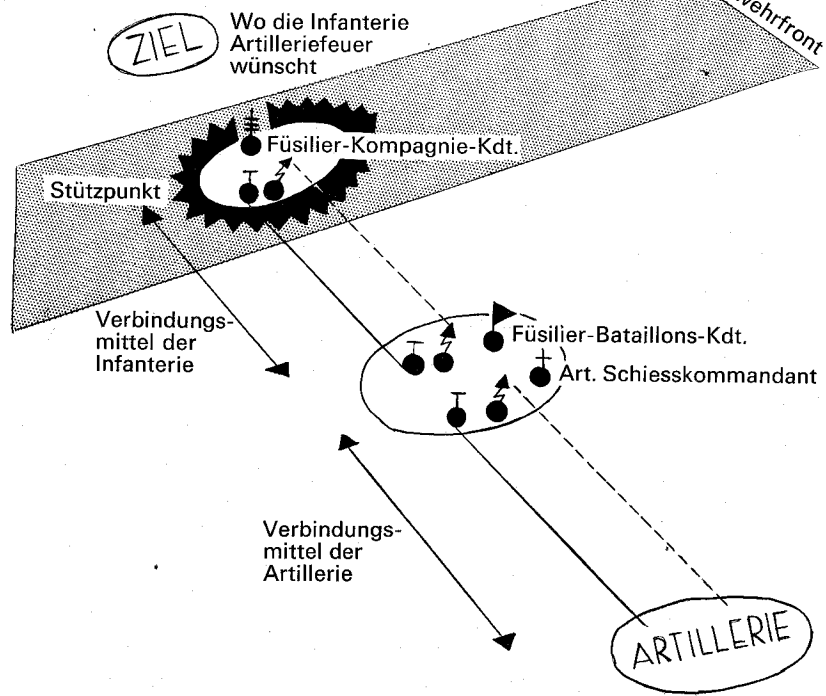 ZIEL
Wo die Infanterie
Artilleriefeuer
wünscht
wehrfront
Füsilier-Kompagnie-Kdt.
Stützpunkt
Verbindungs-
mittel der
Infanterie
Füsilier-Bataillons-Kdt.
Art. Schiesskommandant
Verbindungs-
mittel der
Artillerie
ARTILLERIE